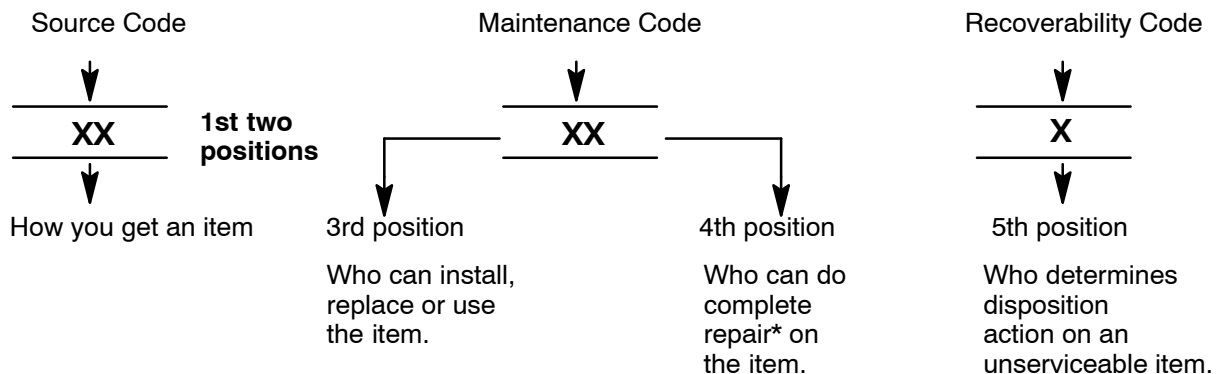 Source Code
Maintenance Code
Recoverability Code
XX
1st two
positions
XX
X
How you get an item
3rd position
Who can install,
replace or use
the item.
4th position
Who can do
complete
repair* on
the item.
5th position
Who determines
disposition
action on an
unserviceable item.